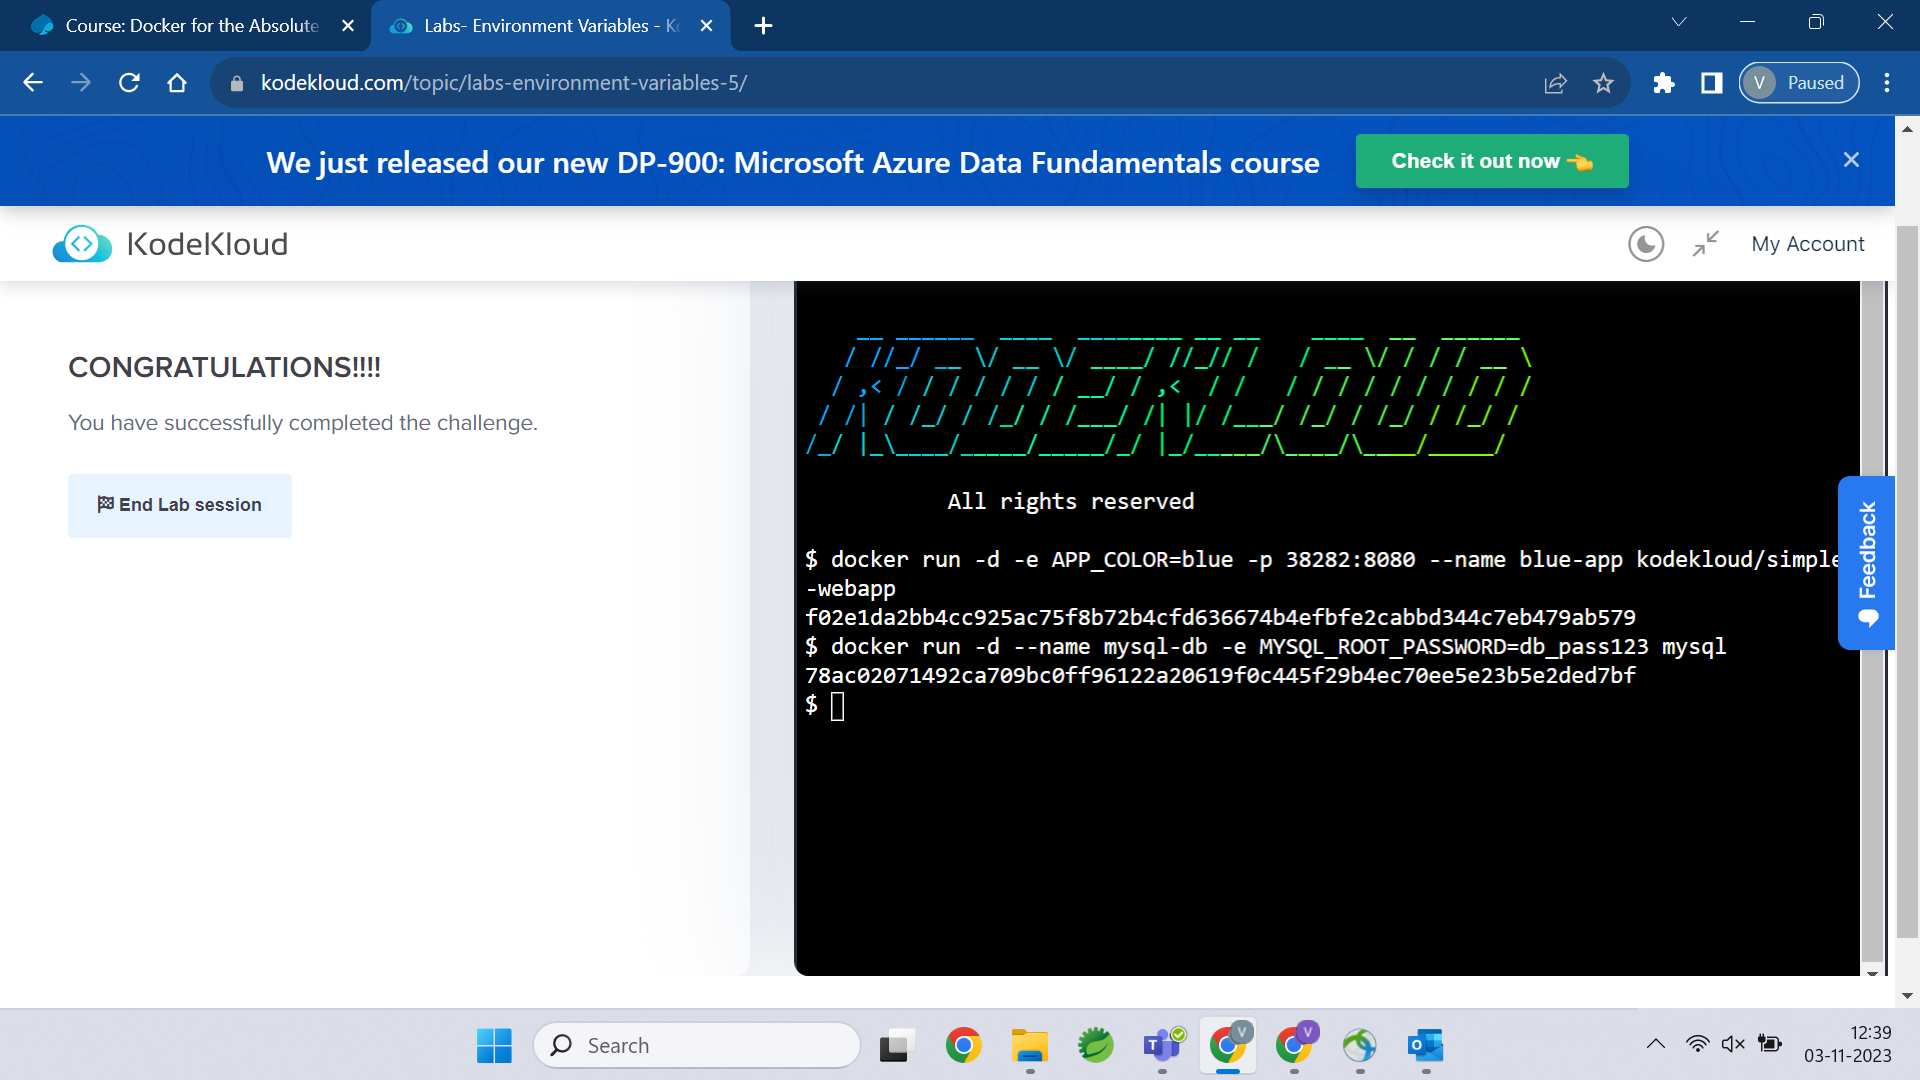 Course: Docker for the Absolute
Labs- Environment Variables - Ko
kodekloud.com/topic/labs-environment-variables-5/
V Paused
We just released our new DP-900: Microsoft Azure Data Fundamentals course
Check it out now
KodeKloud
My Account
CONGRATULATIONS!!!!
You have successfully completed the challenge.
End Lab session
KODEKLOUD
All rights reserved
$ docker run -d -e APP_COLOR=blue -p 38282:8080 --name blue-app kodekloud/simple
-webapp
f02e1da2bb4cc925ac75f8b72b4cfd636674b4efbfe2cabbd344c7eb479ab579
$ docker run -d --name mysql-db -e MYSQL_ROOT_PASSWORD=db_pass123 mysql
78ac02071492ca709bc0ff96122a20619f0c445f29b4ec70ee5e23b5e2ded7bf
$
Feedback
Search
12:39
03-11-2023